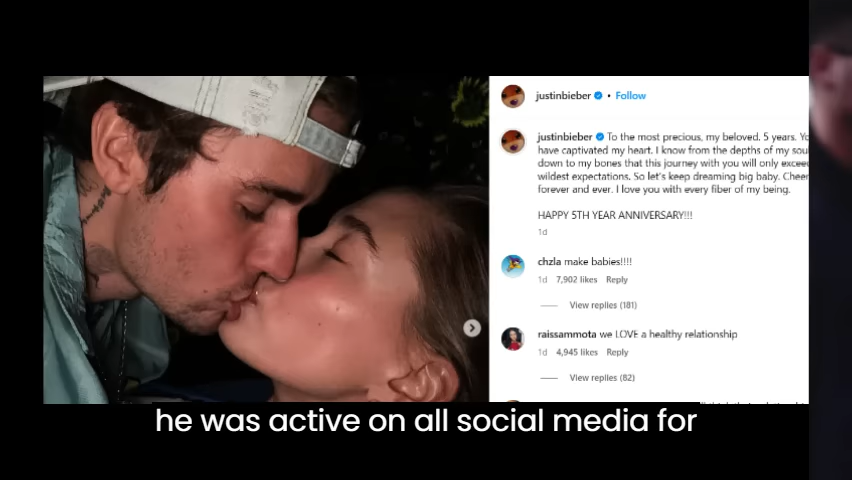 justinbieber • Follow
justinbieber To the most precious, my beloved. 5 years.
have captivated my heart. I know from the depths of my
down to my bones that this journey with you will only
wildest expectations. So let's keep dreaming big baby.
forever and ever. I love you with every fiber of my being.
HAPPY 5TH YEAR ANNIVERSARY!!!
1d
chzla make babies!!!!
1d 7,902 likes Reply
View replies (181)
raissammota we LOVE a healthy relationship
1d 4,945 likes Reply
View replies (82)
he was active on all social media for